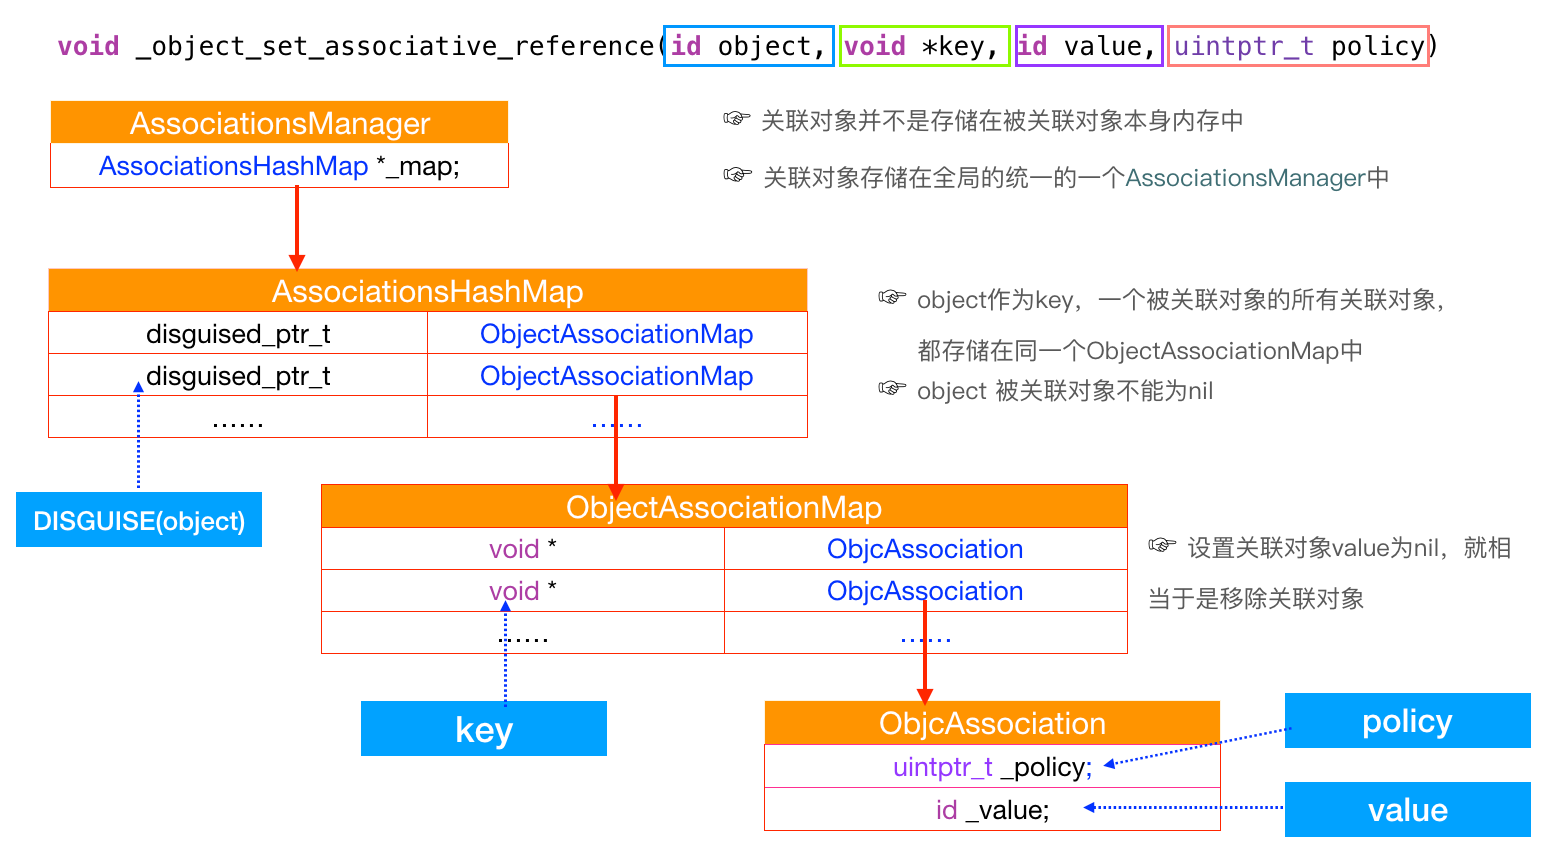 void _object_set_associative_reference(id object, void *key, id value, uintptr_t policy)
AssociationsManager
AssociationsHashMap *_map;
☞ 关联对象并不是存储在被关联对象本身内存中
☞ 关联对象存储在全局的统一的一个AssociationsManager中
AssociationsHashMap
disguised_ptr_t ObjectAssociationMap
disguised_ptr_t ObjectAssociationMap
…… ……
☞ object作为key，一个被关联对象的所有关联对象，
都存储在同一个ObjectAssociationMap中
☞ object 被关联对象不能为nil
DISGUISE(object)
ObjectAssociationMap
void * ObjcAssociation
void * ObjcAssociation
…… ……
☞ 设置关联对象value为nil，就相
当于是移除关联对象
key
ObjcAssociation
uintptr_t _policy;
id _value;
policy
value